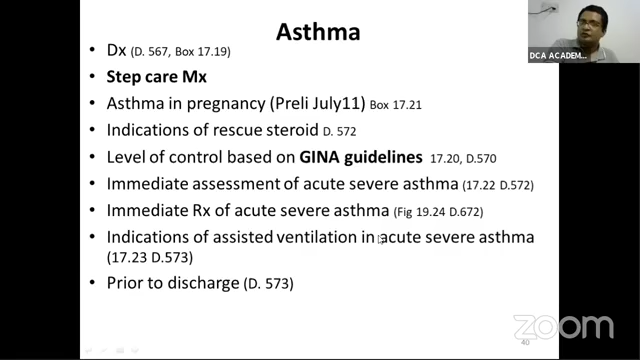 Asthma
DCA ACADEM...
• Dx (D. 567, Box 17.19)
• Step care Mx
• Asthma in pregnancy (Preli July11) Box 17.21
• Indications of rescue steroid D. 572
• Level of control based on GINA guidelines 17.20, D.570
• Immediate assessment of acute severe asthma (17.22 D.572)
• Immediate Rx of acute severe asthma (Fig 19.24 D.672)
• Indications of assisted ventilation in acute severe asthma
(17.23 D.573)
• Prior to discharge (D. 573)
zoom
40